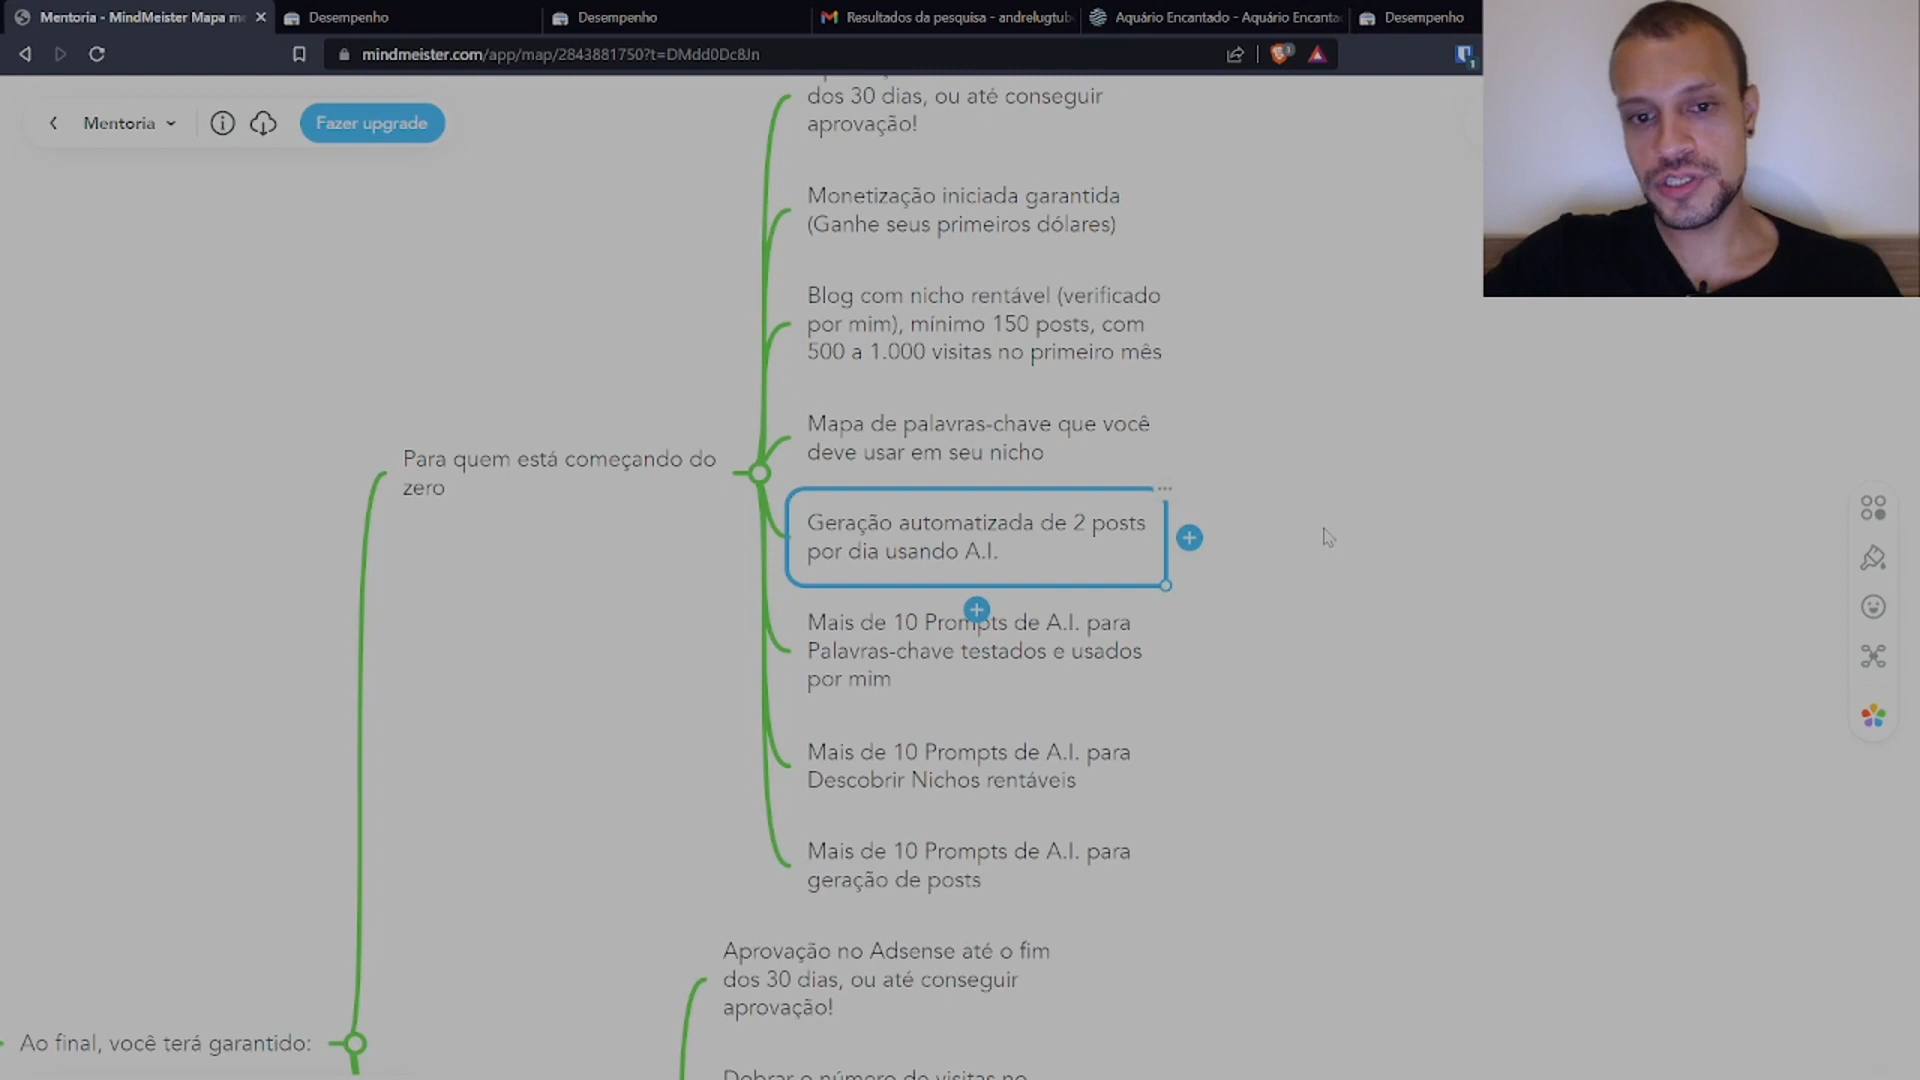 Mentoria - MindMeister Mapa me
Desempenho
Desempenho
Resultados da pesquisa - andrelugtub
Aquário Encantado - Aquário Encanta
Desempenho
mindmeister.com/app/map/2843881750?t=DMdd0Dc8Jn
Mentoria
Fazer upgrade
dos 30 dias, ou até conseguir
aprovação!
Monetização iniciada garantida
(Ganhe seus primeiros dólares)
Blog com nicho rentável (verificado
por mim), mínimo 150 posts, com
500 a 1.000 visitas no primeiro mês
Mapa de palavras-chave que você
deve usar em seu nicho
Para quem está começando do
zero
Geração automatizada de 2 posts
por dia usando A.I.
Mais de 10 Prompts de A.I. para
Palavras-chave testados e usados
por mim
Mais de 10 Prompts de A.I. para
Descobrir Nichos rentáveis
Mais de 10 Prompts de A.I. para
geração de posts
Aprovação no Adsense até o fim
dos 30 dias, ou até conseguir
aprovação!
Ao final, você terá garantido:
Dobrar o número de visitas no